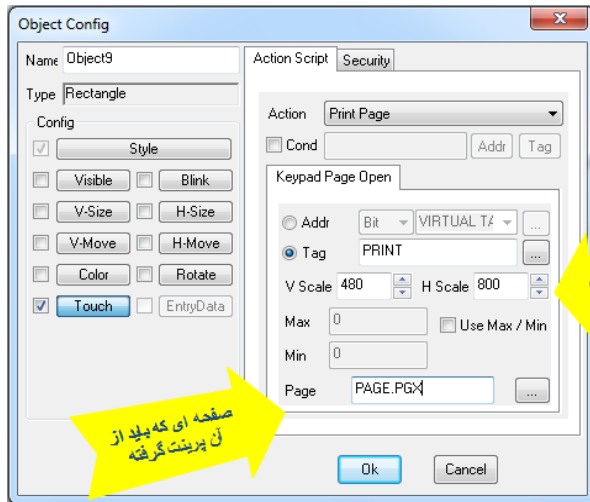 Object Config
Name Object9
Type Rectangle
Config
Style
Visible Blink
V-Size H-Size
V-Move H-Move
Color Rotate
Touch EntryData
Action Script Security
Action Print Page
Cond Addr Tag
Keypad Page Open
Addr Bit VIRTUAL TA ...
Tag PRINT ...
V Scale 480 H Scale 800
Max 0 Use Max / Min
Min 0
Page PAGE.PGX ...
صفحه ای که باید از
آن پرینت گرفته
Ok Cancel